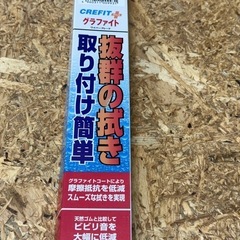 CREFIT+
グラファイト
抜群の拭き
取り付け簡単
グラファイトコートにより
摩擦抵抗を低減
スムーズな拭きを実現
天然ゴムと比較して
ビビリ音を
大幅に低減